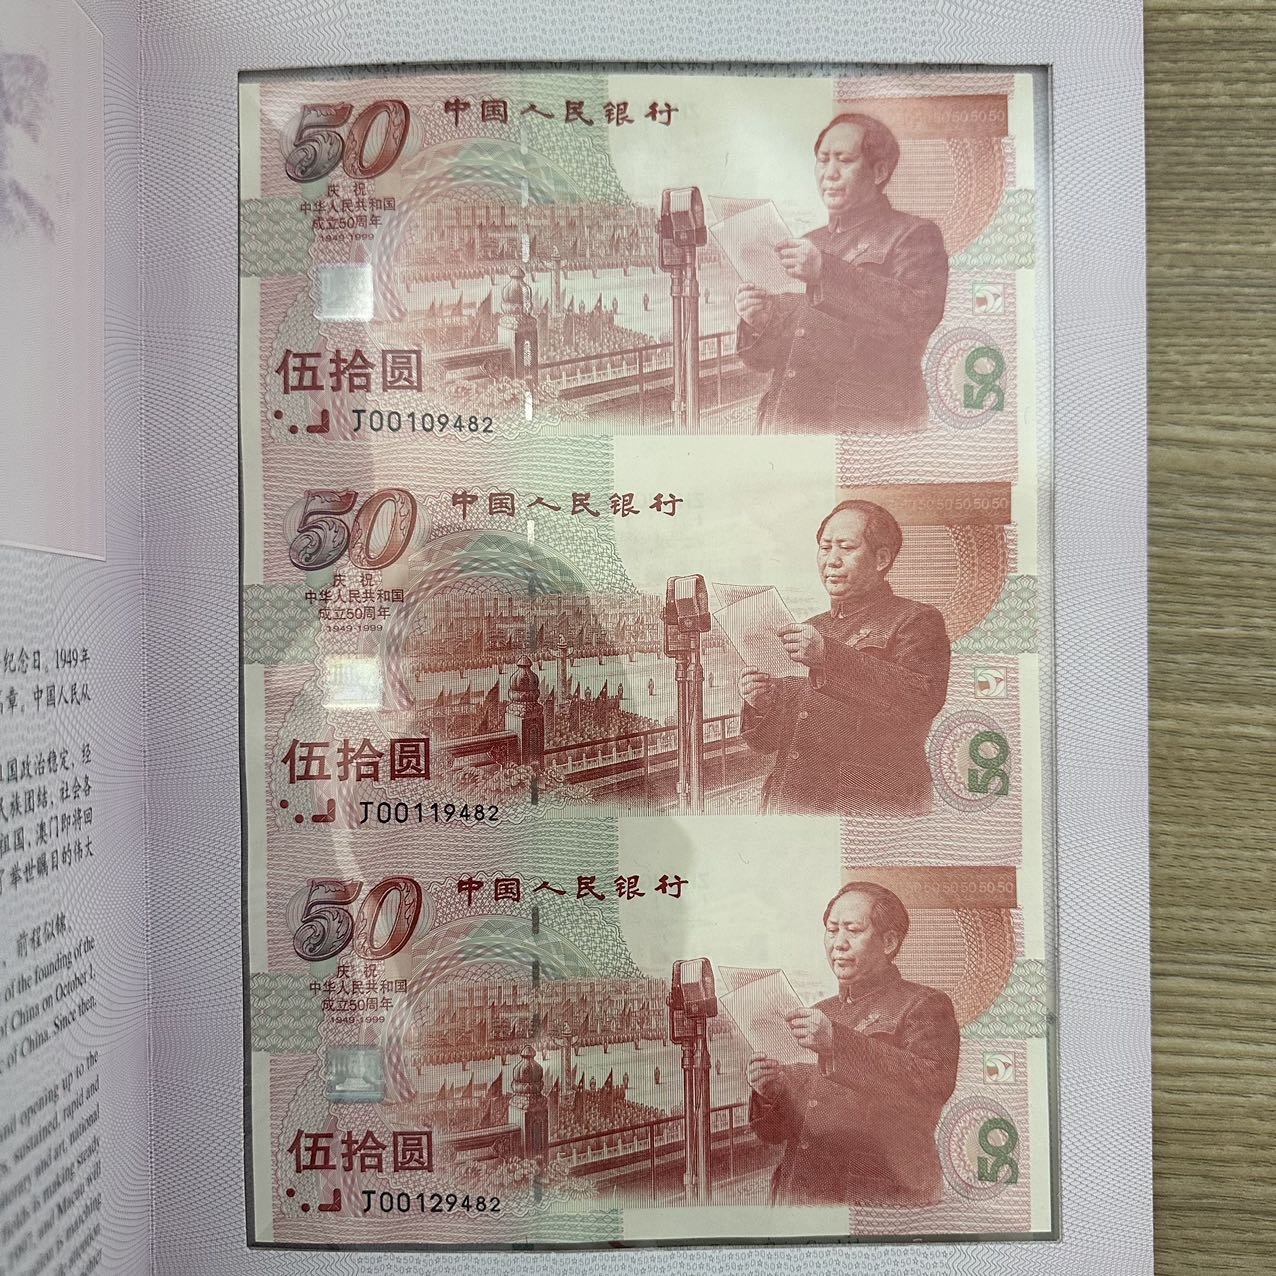 50 中国人民银行
50505050
庆祝
中华人民共和国
成立50周年
1949-1999
50
伍拾圆
J00109482
50 中国人民银行
50505050
庆祝
中华人民共和国
成立50周年
1949-1999
50
伍拾圆
J00119482
50 中国人民银行
5050505050
庆祝
中华人民共和国
成立50周年
1949-1999
50
伍拾圆
J00129482
纪念日。1949年
章。中国人民从
国政治稳定、经
民族团结、社会各
祖国，澳门即将回
了举世瞩目的伟大
，前程似锦。
of the founding of the
of China on October 1,
of China. Since then,
and opening up to the
sustained, rapid and
literary and art, national
fields is making steady
1997, and Macau will
is marching